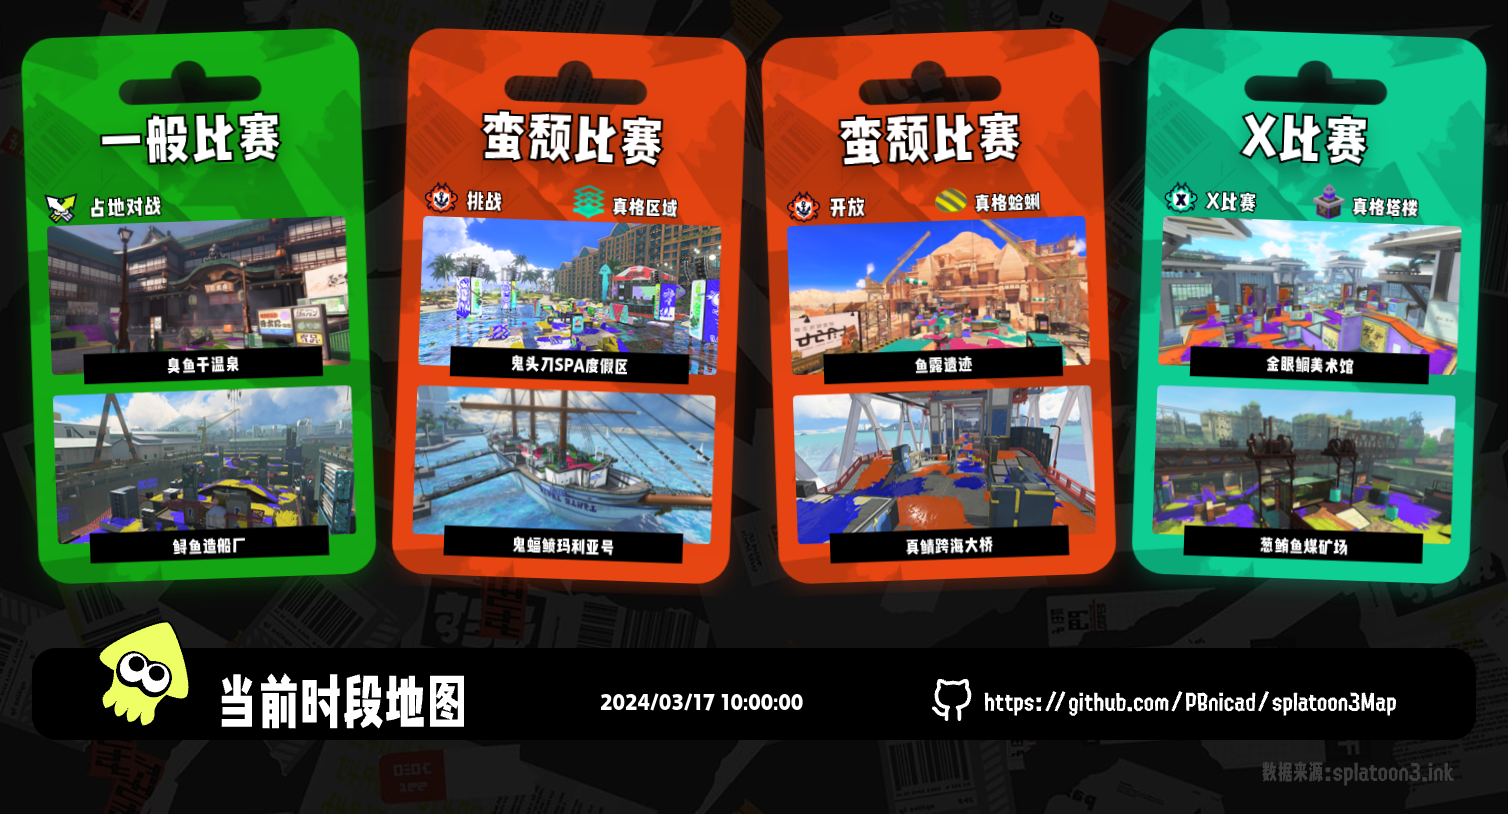 一般比赛
占地对战
臭鱼干温泉
鲟鱼造船厂
蛮颓比赛
挑战
真格区域
鬼头刀SPA度假区
鬼蝠鲼玛利亚号
蛮颓比赛
开放
真格蛤蜊
鱼露遗迹
真鲭跨海大桥
X比赛
X比赛
真格塔楼
金眼鲷美术馆
葱鲔鱼煤矿场
当前时段地图
2024/03/17 10:00:00
https://github.com/PBnicad/splatoon3Map
数据来源:splatoon3.ink